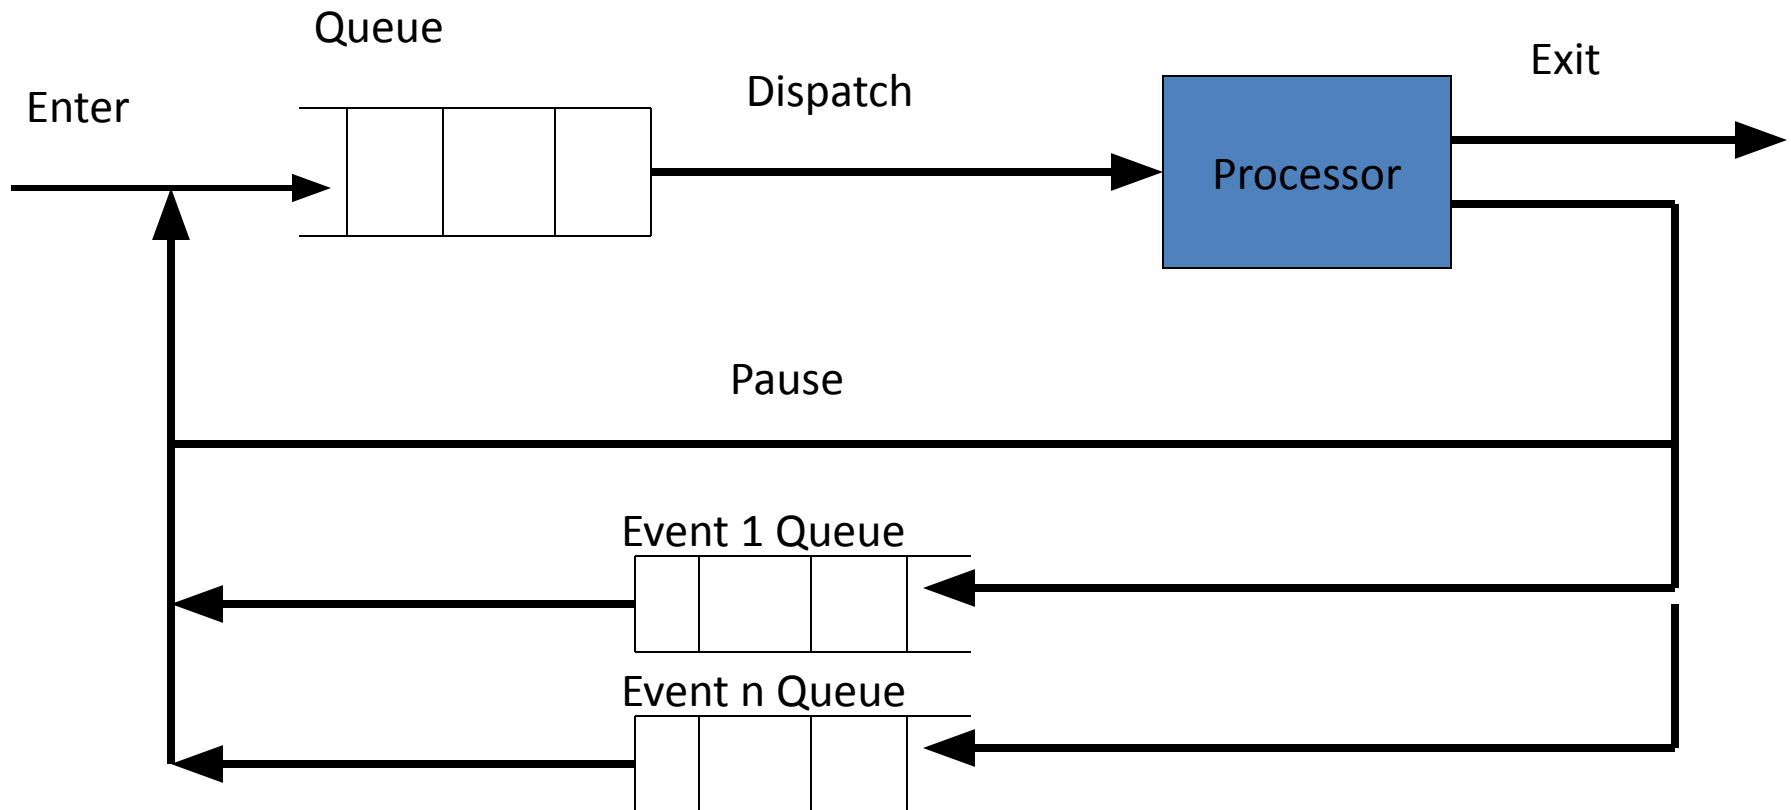 Queue
Exit
Enter
Dispatch
Processor
Pause
Event 1 Queue
Event n Queue